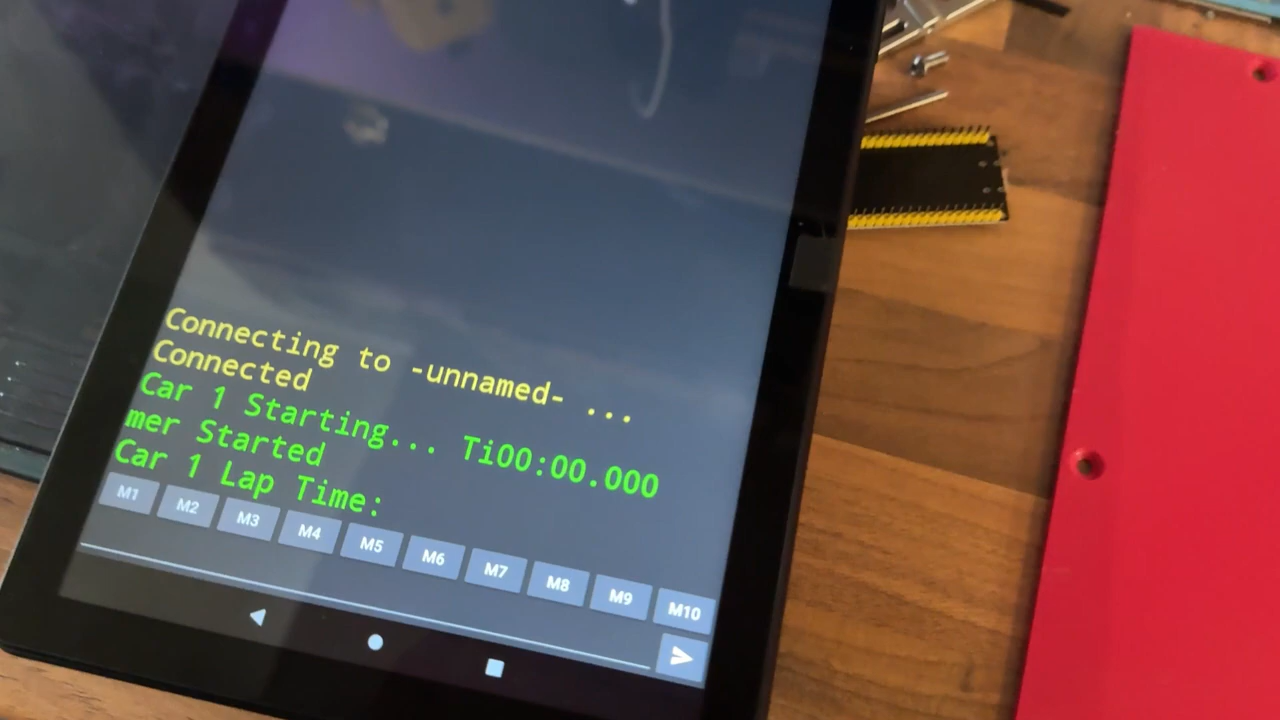 Connecting to -unnamed- ...
Connected
Car 1 Starting... Ti00:00.000
mer Started
Car 1 Lap Time:
M1 M2 M3 M4 M5 M6 M7 M8 M9 M10